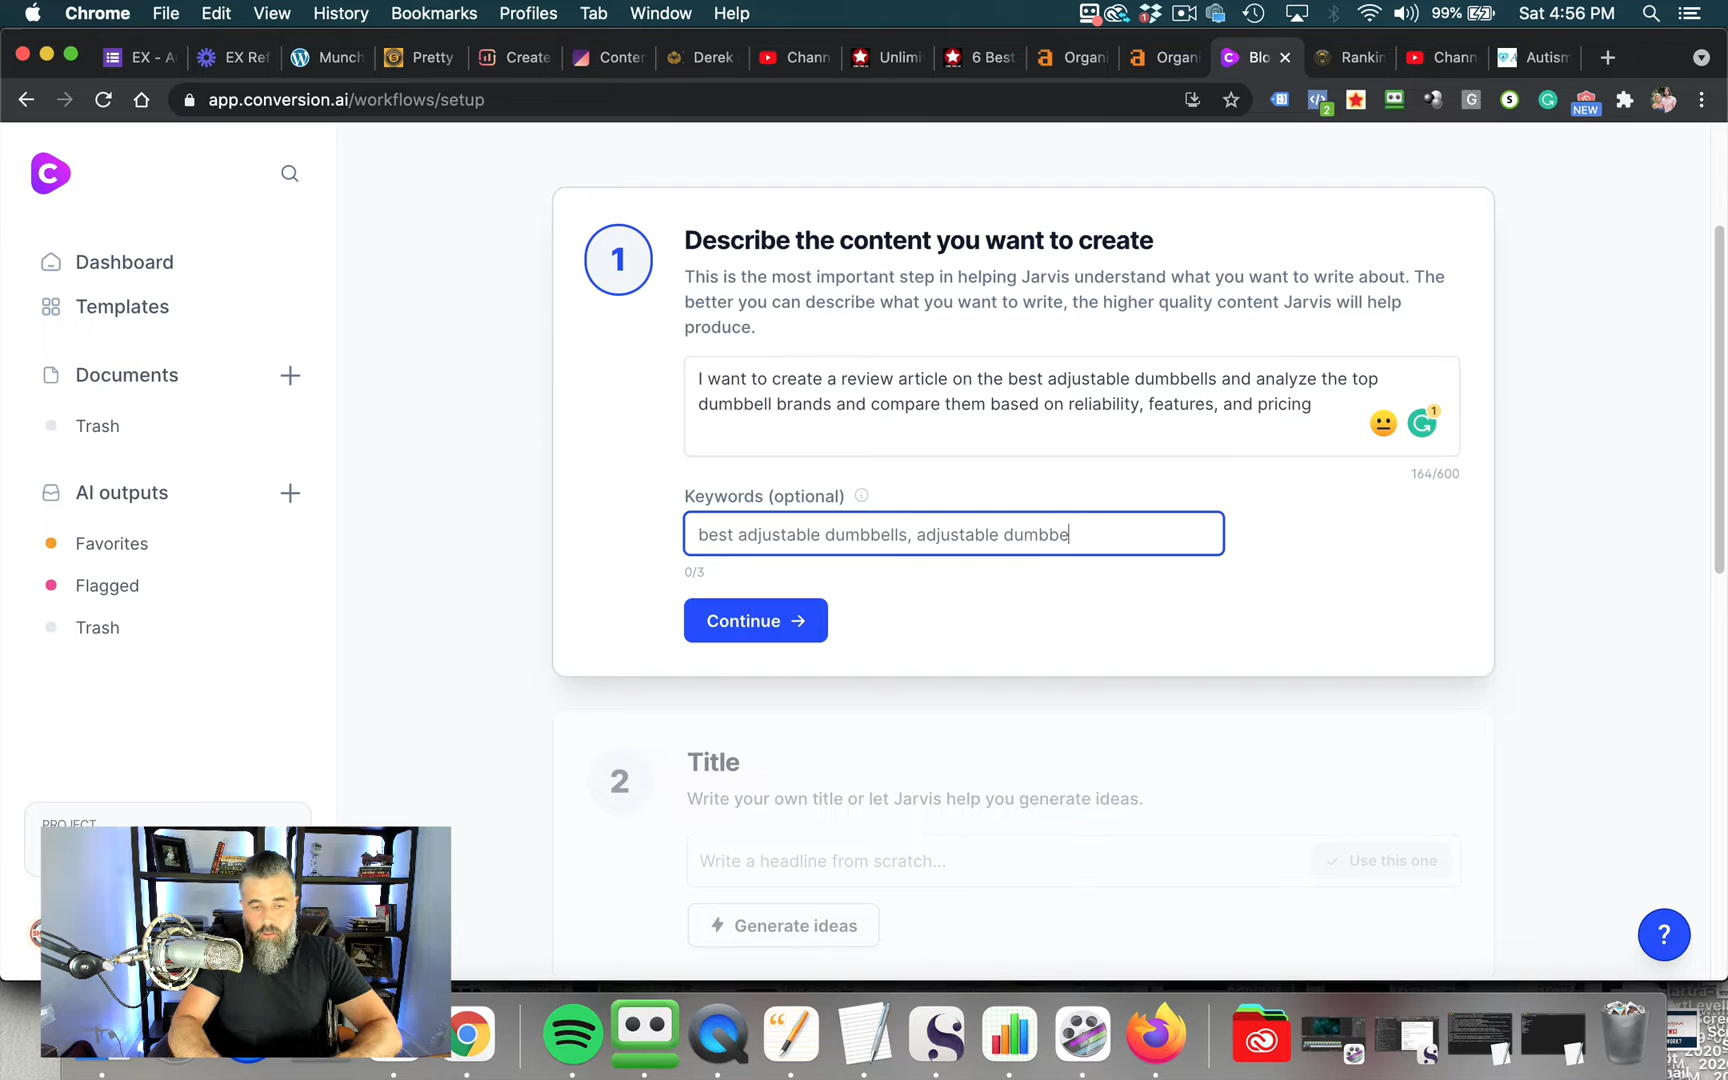 Chrome File Edit View History Bookmarks Profiles Tab Window Help 99% Sat 4:56 PM
EX - A EX Ref Munch Pretty Create Conter Derek Chann Unlimi 6 Best Organi Organi Blo Rankin Chann Autism
app.conversion.ai/workflows/setup
NEW
Dashboard
Templates
Documents
Trash
AI outputs
Favorites
Flagged
Trash
PROJECT
1
Describe the content you want to create
This is the most important step in helping Jarvis understand what you want to write about. The
better you can describe what you want to write, the higher quality content Jarvis will help
produce.
I want to create a review article on the best adjustable dumbbells and analyze the top
dumbbell brands and compare them based on reliability, features, and pricing
1
164/600
Keywords (optional)
best adjustable dumbbells, adjustable dumbbe
0/3
Continue
2
Title
Write your own title or let Jarvis help you generate ideas.
Write a headline from scratch...
Use this one
Generate ideas
?